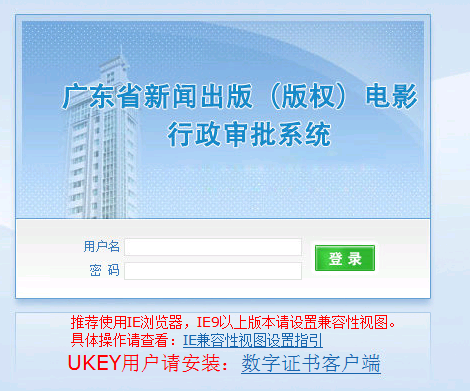 广东省新闻出版（版权）电影
行政审批系统
用户名
密 码
登 录
推荐使用IE浏览器，IE9以上版本请设置兼容性视图。
具体操作请查看：IE兼容性视图设置指引
UKEY用户请安装：数字证书客户端